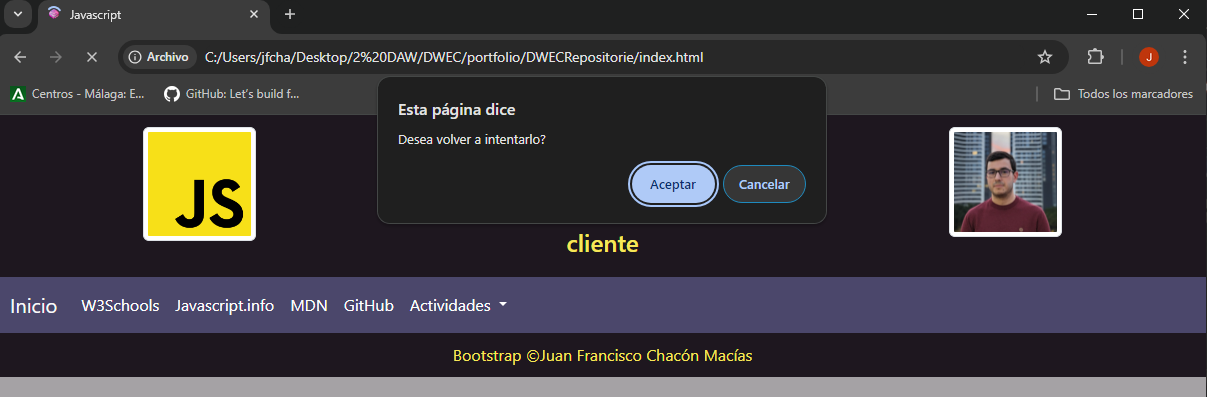 Javascript
Archivo
C:/Users/jfcha/Desktop/2%20DAW/DWEC/portfolio/DWECRepositorie/index.html
J
Centros - Málaga: E...
GitHub: Let's build f...
Todos los marcadores
Esta página dice
Desea volver a intentarlo?
Aceptar
Cancelar
JS
cliente
Inicio
W3Schools
Javascript.info
MDN
GitHub
Actividades
Bootstrap ©Juan Francisco Chacón Macías